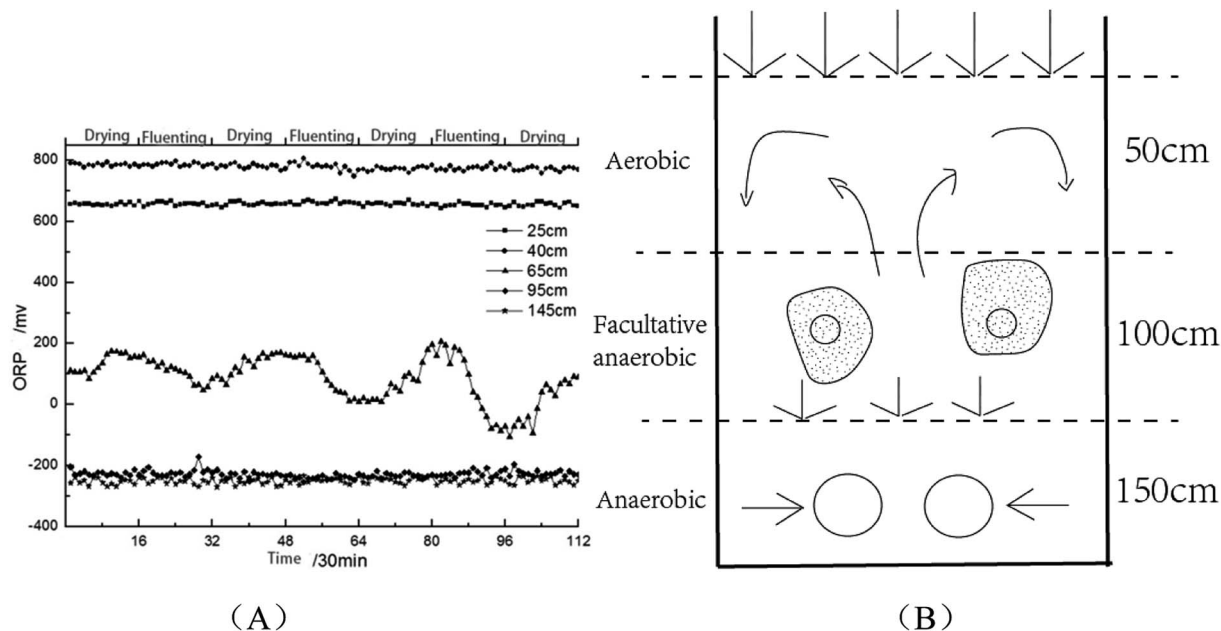 Drying Fluenting Drying Fluenting Drying Fluenting Drying
800
600
400
200
0
-200
-400
ORP /mv
25cm
40cm
65cm
95cm
145cm
16 32 48 64 80 96 112
Time /30min
(A)
Aerobic
50cm
Facultative
anaerobic
100cm
Anaerobic
150cm
(B)